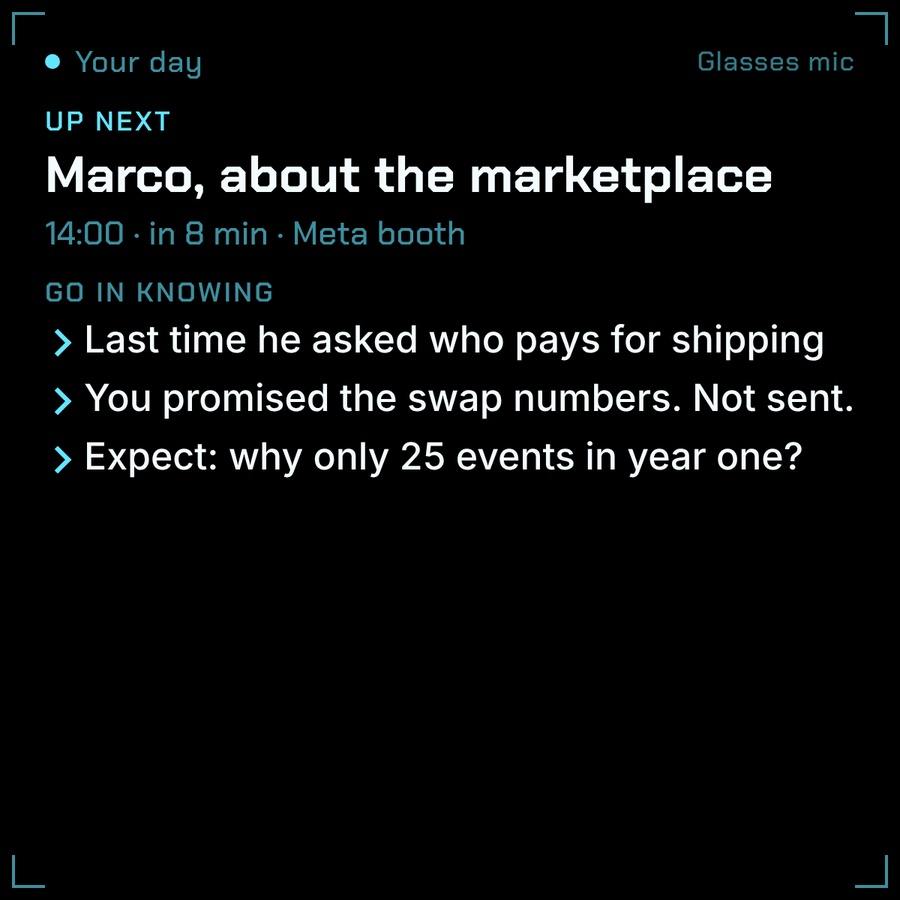 Your day
Glasses mic
UP NEXT
Marco, about the marketplace
14:00 · in 8 min · Meta booth
GO IN KNOWING
Last time he asked who pays for shipping
You promised the swap numbers. Not sent.
Expect: why only 25 events in year one?